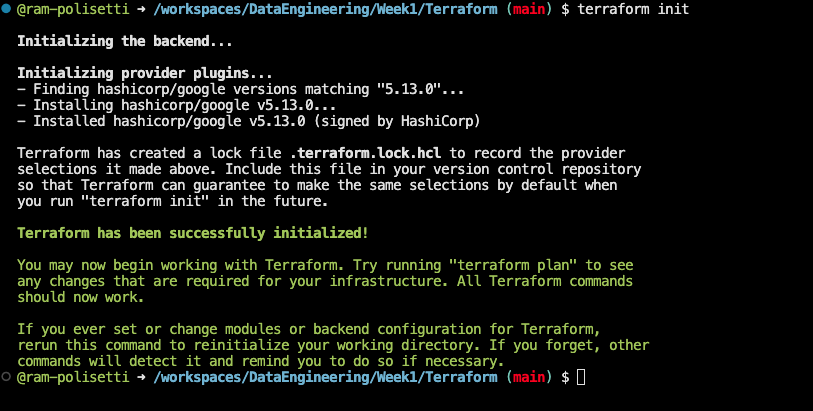 @ram-polisetti ➜ /workspaces/DataEngineering/Week1/Terraform (main) $ terraform init
Initializing the backend...
Initializing provider plugins...
- Finding hashicorp/google versions matching "5.13.0"...
- Installing hashicorp/google v5.13.0...
- Installed hashicorp/google v5.13.0 (signed by HashiCorp)
Terraform has created a lock file .terraform.lock.hcl to record the provider
selections it made above. Include this file in your version control repository
so that Terraform can guarantee to make the same selections by default when
you run "terraform init" in the future.
Terraform has been successfully initialized!
You may now begin working with Terraform. Try running "terraform plan" to see
any changes that are required for your infrastructure. All Terraform commands
should now work.
If you ever set or change modules or backend configuration for Terraform,
rerun this command to reinitialize your working directory. If you forget, other
commands will detect it and remind you to do so if necessary.
@ram-polisetti ➜ /workspaces/DataEngineering/Week1/Terraform (main) $